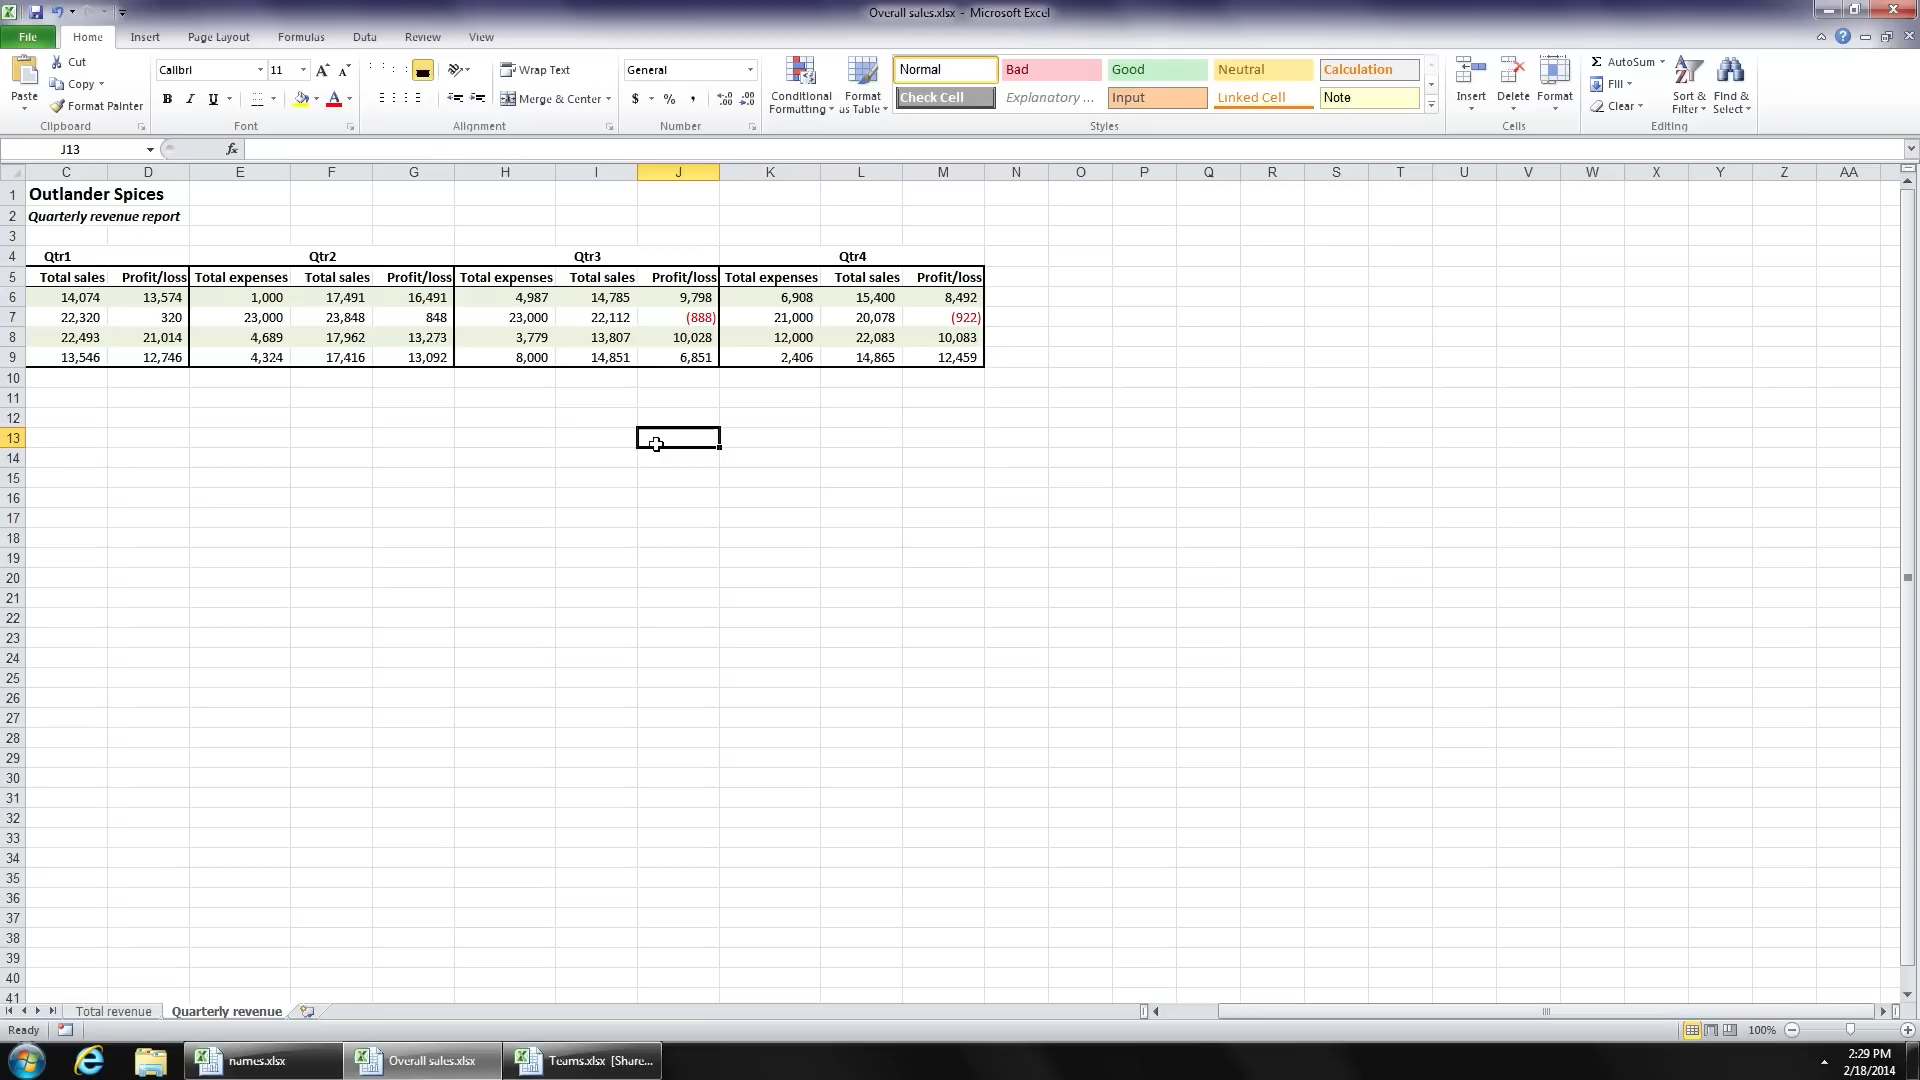 Overall sales.xlsx - Microsoft Excel
File Home Insert Page Layout Formulas Data Review View
Paste
Cut
Copy
Format Painter
Clipboard
Calibri 11
B I U
Font
Wrap Text
Merge & Center
Alignment
General
$ % ,
Number
Conditional Formatting
Format as Table
Normal Bad Good Neutral Calculation
Check Cell Explanatory ... Input Linked Cell Note
Styles
Insert Delete Format
Cells
Σ AutoSum
Fill
Clear
Sort & Filter
Find & Select
Editing
J13 fx
C D E F G H I J K L M N O P Q R S T U V W X Y Z AA
1 Outlander Spices
2 Quarterly revenue report
3
4 Qtr1 Qtr2 Qtr3 Qtr4
5 Total sales Profit/loss Total expenses Total sales Profit/loss Total expenses Total sales Profit/loss Total expenses Total sales Profit/loss
6 14,074 13,574 1,000 17,491 16,491 4,987 14,785 9,798 6,908 15,400 8,492
7 22,320 320 23,000 23,848 848 23,000 22,112 (888) 21,000 20,078 (922)
8 22,493 21,014 4,689 17,962 13,273 3,779 13,807 10,028 12,000 22,083 10,083
9 13,546 12,746 4,324 17,416 13,092 8,000 14,851 6,851 2,406 14,865 12,459
10
11
12
13
14
15
16
17
18
19
20
21
22
23
24
25
26
27
28
29
30
31
32
33
34
35
36
37
38
39
40
41
Total revenue Quarterly revenue
Ready 100%
names.xlsx Overall sales.xlsx Teams.xlsx [Share...
2:29 PM
2/18/2014